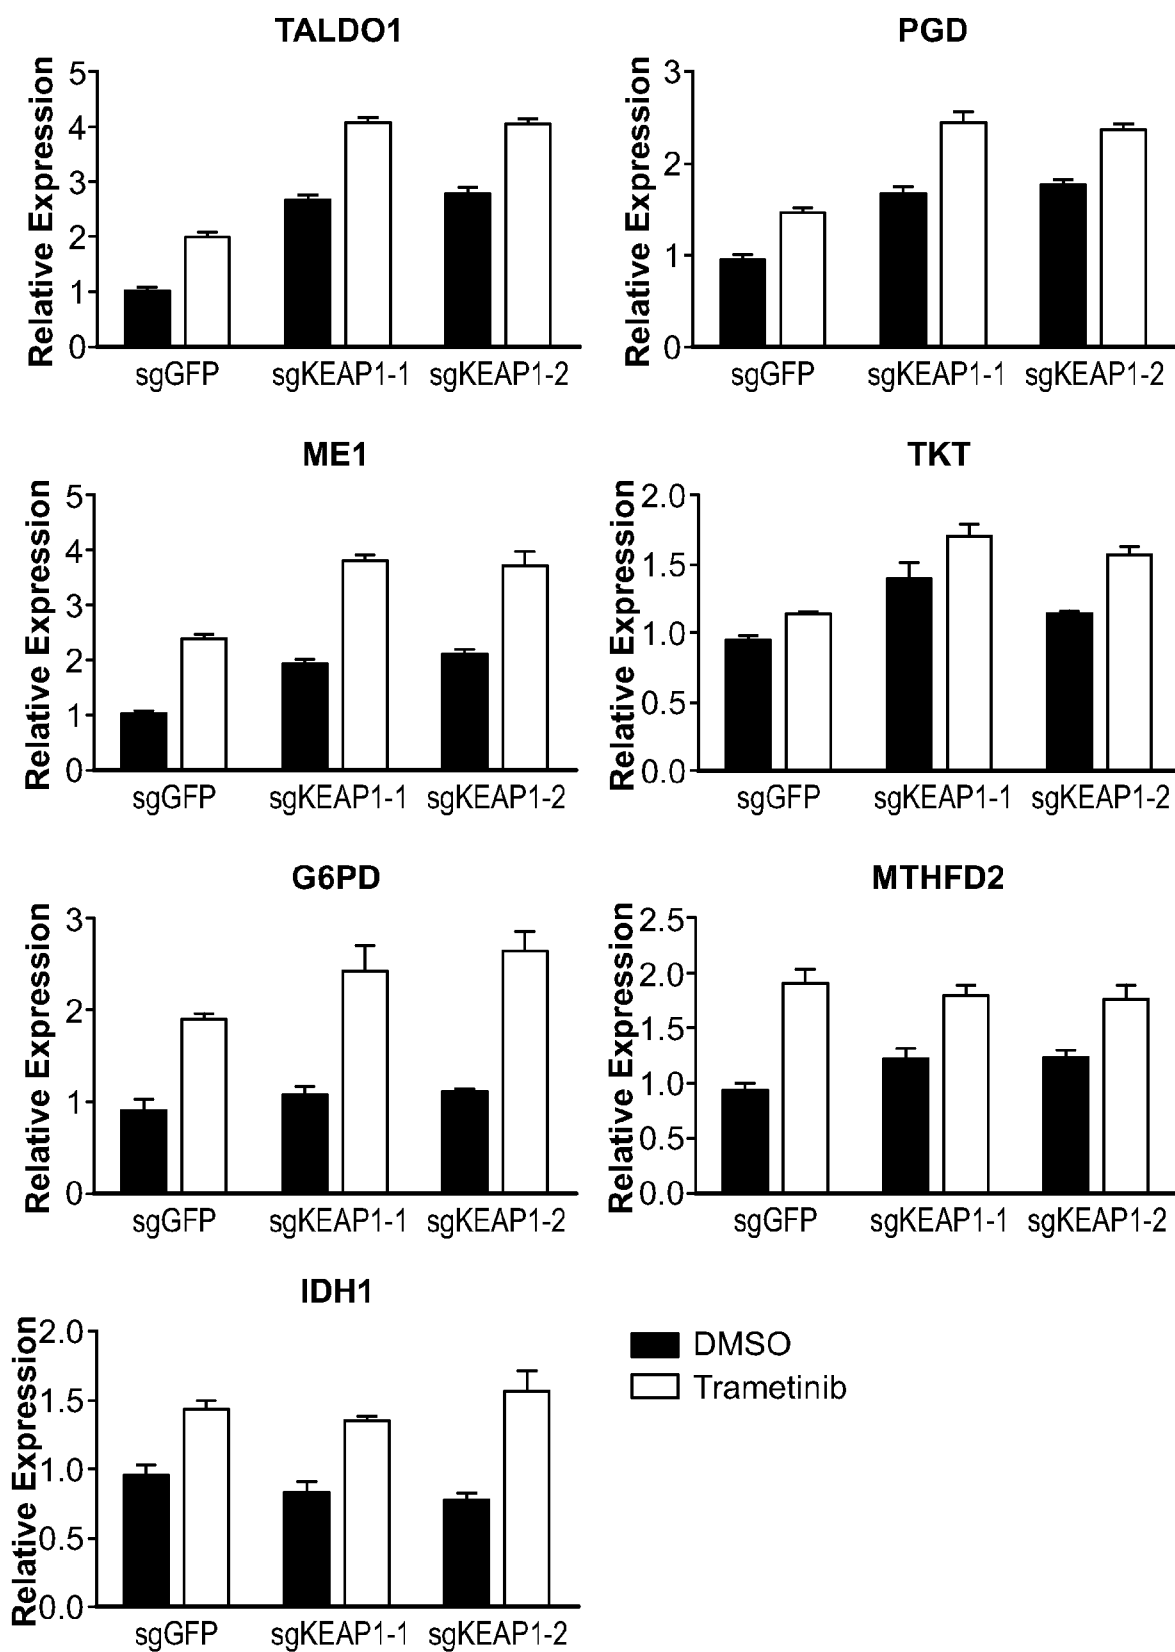 TALDO1
Relative Expression
5
4
3
2
1
0
sgGFP sgKEAP1-1 sgKEAP1-2
PGD
Relative Expression
3
2
1
0
sgGFP sgKEAP1-1 sgKEAP1-2
ME1
Relative Expression
5
4
3
2
1
0
sgGFP sgKEAP1-1 sgKEAP1-2
TKT
Relative Expression
2.0
1.5
1.0
0.5
0.0
sgGFP sgKEAP1-1 sgKEAP1-2
G6PD
Relative Expression
3
2
1
0
sgGFP sgKEAP1-1 sgKEAP1-2
MTHFD2
Relative Expression
2.5
2.0
1.5
1.0
0.5
0.0
sgGFP sgKEAP1-1 sgKEAP1-2
IDH1
Relative Expression
2.0
1.5
1.0
0.5
0.0
sgGFP sgKEAP1-1 sgKEAP1-2
DMSO
Trametinib